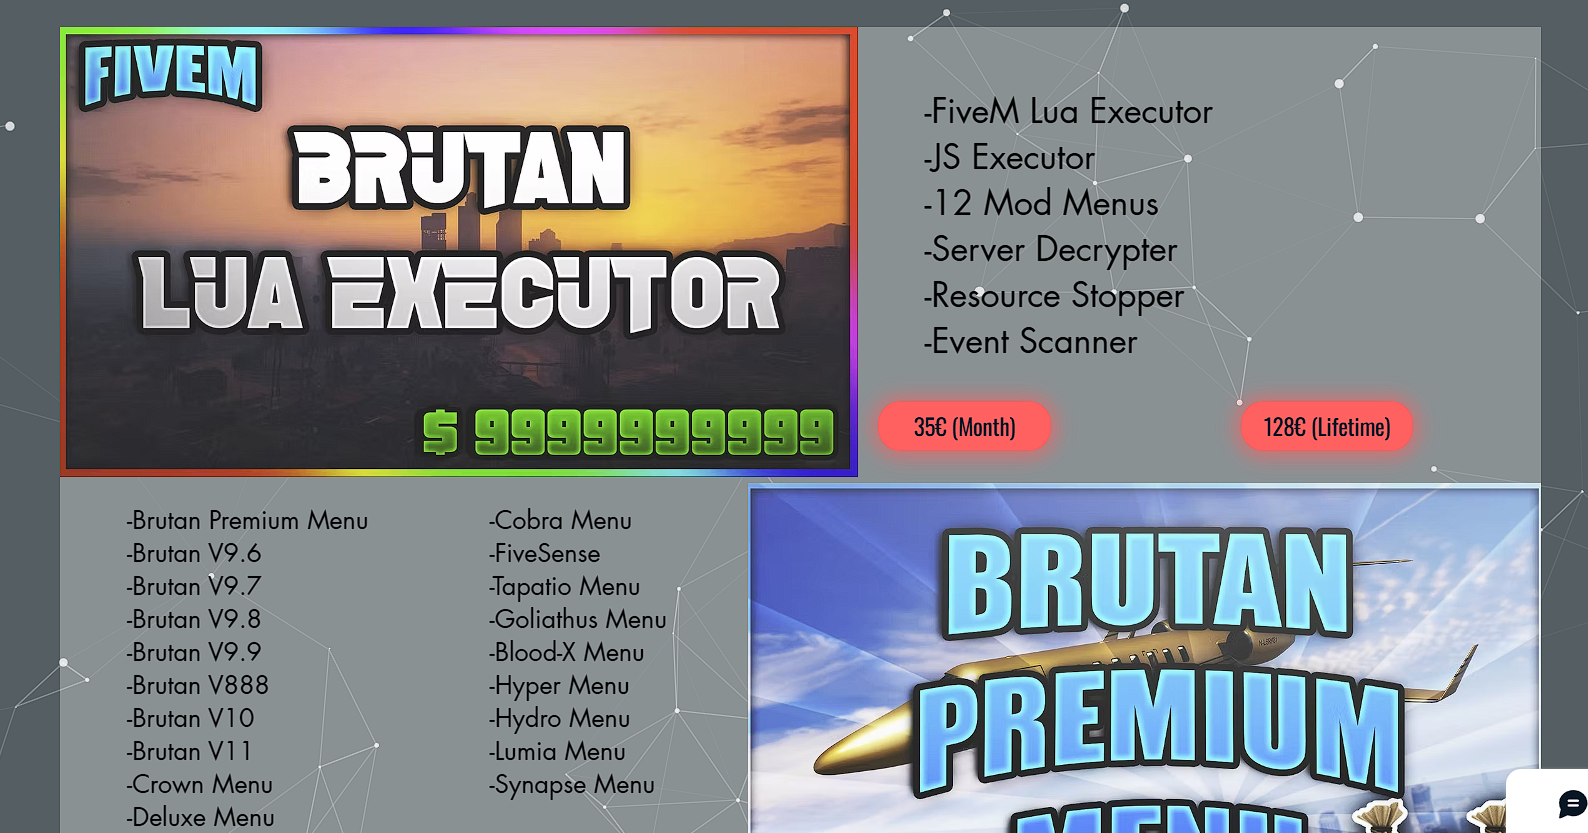 FIVEM
BRUTAN
LUA EXECUTOR
$ 9999999999
-FiveM Lua Executor
-JS Executor
-12 Mod Menus
-Server Decrypter
-Resource Stopper
-Event Scanner
35€ (Month)
128€ (Lifetime)
-Brutan Premium Menu
-Brutan V9.6
-Brutan V9.7
-Brutan V9.8
-Brutan V9.9
-Brutan V888
-Brutan V10
-Brutan V11
-Crown Menu
-Deluxe Menu
-Cobra Menu
-FiveSense
-Tapatio Menu
-Goliathus Menu
-Blood-X Menu
-Hyper Menu
-Hydro Menu
-Lumia Menu
-Synapse Menu
BRUTAN
PREMIUM
MENU